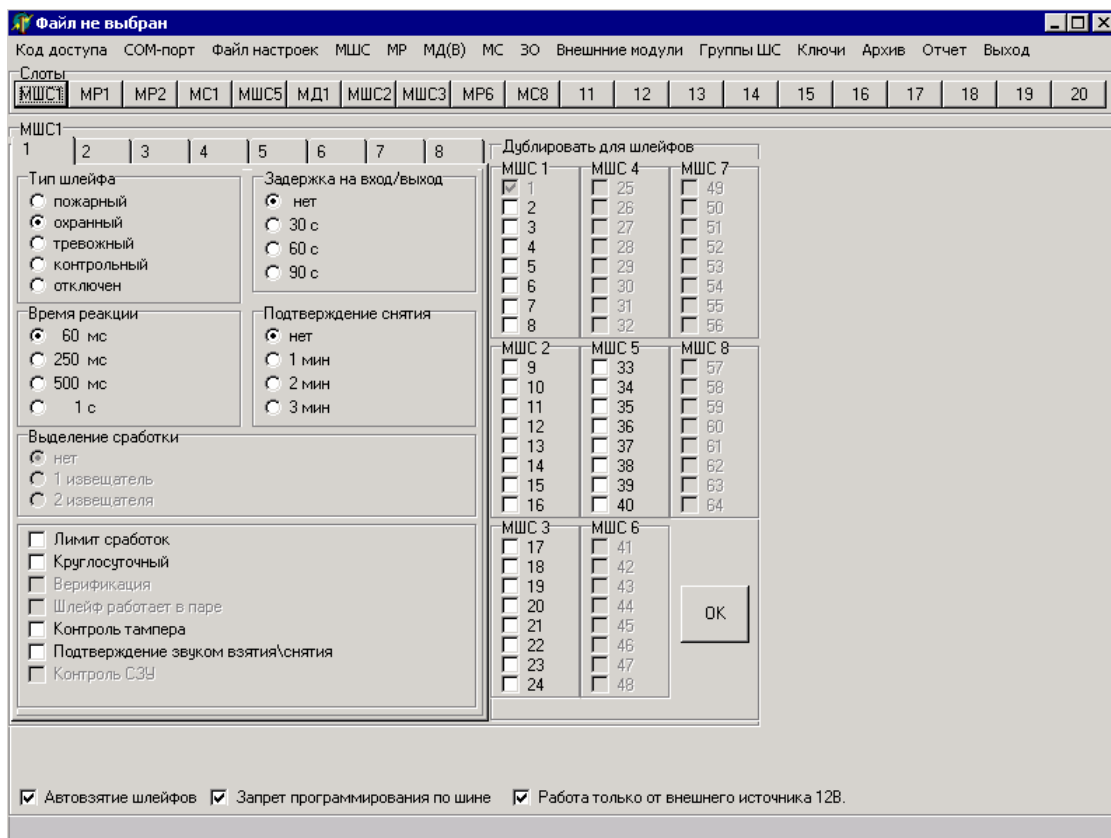 Файл не выбран
Код доступа COM-порт Файл настроек МШС МР МД(В) МС ЗО Внешнние модули Группы ШС Ключи Архив Отчет Выход
Слоты
МШС1 МР1 МР2 МС1 МШС5 МД1 МШС2 МШС3 МР6 МС8 11 12 13 14 15 16 17 18 19 20
МШС1
1 2 3 4 5 6 7 8
Тип шлейфа
пожарный
охранный
тревожный
контрольный
отключен
Задержка на вход/выход
нет
30 с
60 с
90 с
Время реакции
60 мс
250 мс
500 мс
1 с
Подтверждение снятия
нет
1 мин
2 мин
3 мин
Выделение сработки
нет
1 извещатель
2 извещателя
Лимит сработок
Круглосуточный
Верификация
Шлейф работает в паре
Контроль тампера
Подтверждение звуком взятия\снятия
Контроль СЗУ
Дублировать для шлейфов
МШС 1 МШС 4 МШС 7
1 25 49
2 26 50
3 27 51
4 28 52
5 29 53
6 30 54
7 31 55
8 32 56
МШС 2 МШС 5 МШС 8
9 33 57
10 34 58
11 35 59
12 36 60
13 37 61
14 38 62
15 39 63
16 40 64
МШС 3 МШС 6
17 41
18 42
19 43
20 44
21 45
22 46
23 47
24 48
OK
Автовзятие шлейфов Запрет программирования по шине Работа только от внешнего источника 12В.